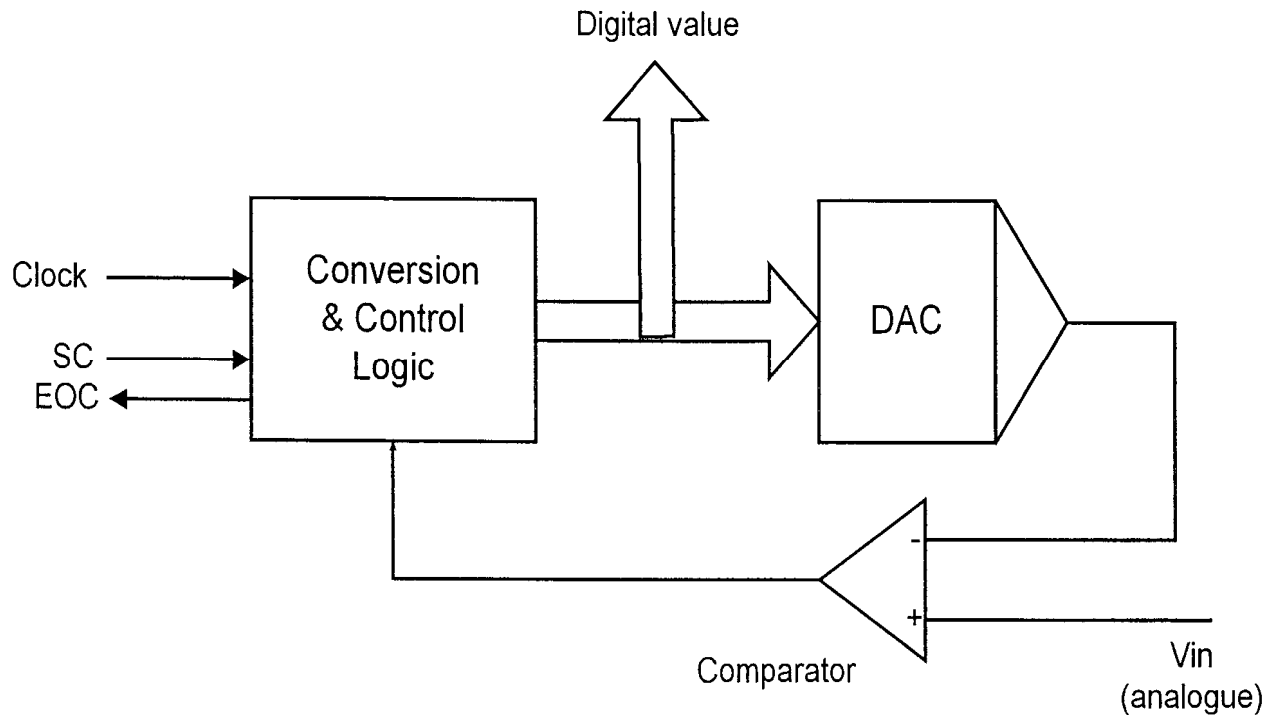 Digital value
Clock
SC
EOC
Conversion
& Control
Logic
DAC
-
+
Comparator
Vin
(analogue)